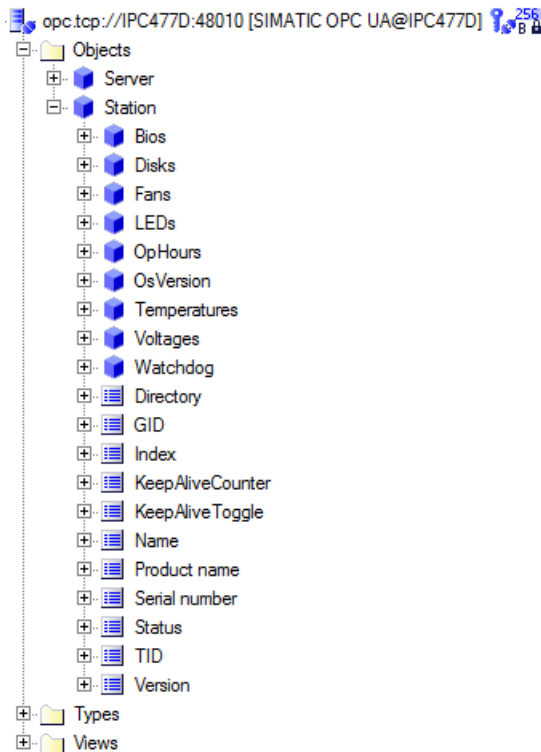 opc.tcp://IPC477D:48010 [SIMATIC OPC UA@IPC477D] 256 B
Objects
Server
Station
Bios
Disks
Fans
LEDs
OpHours
OsVersion
Temperatures
Voltages
Watchdog
Directory
GID
Index
KeepAliveCounter
KeepAliveToggle
Name
Product name
Serial number
Status
TID
Version
Types
Views